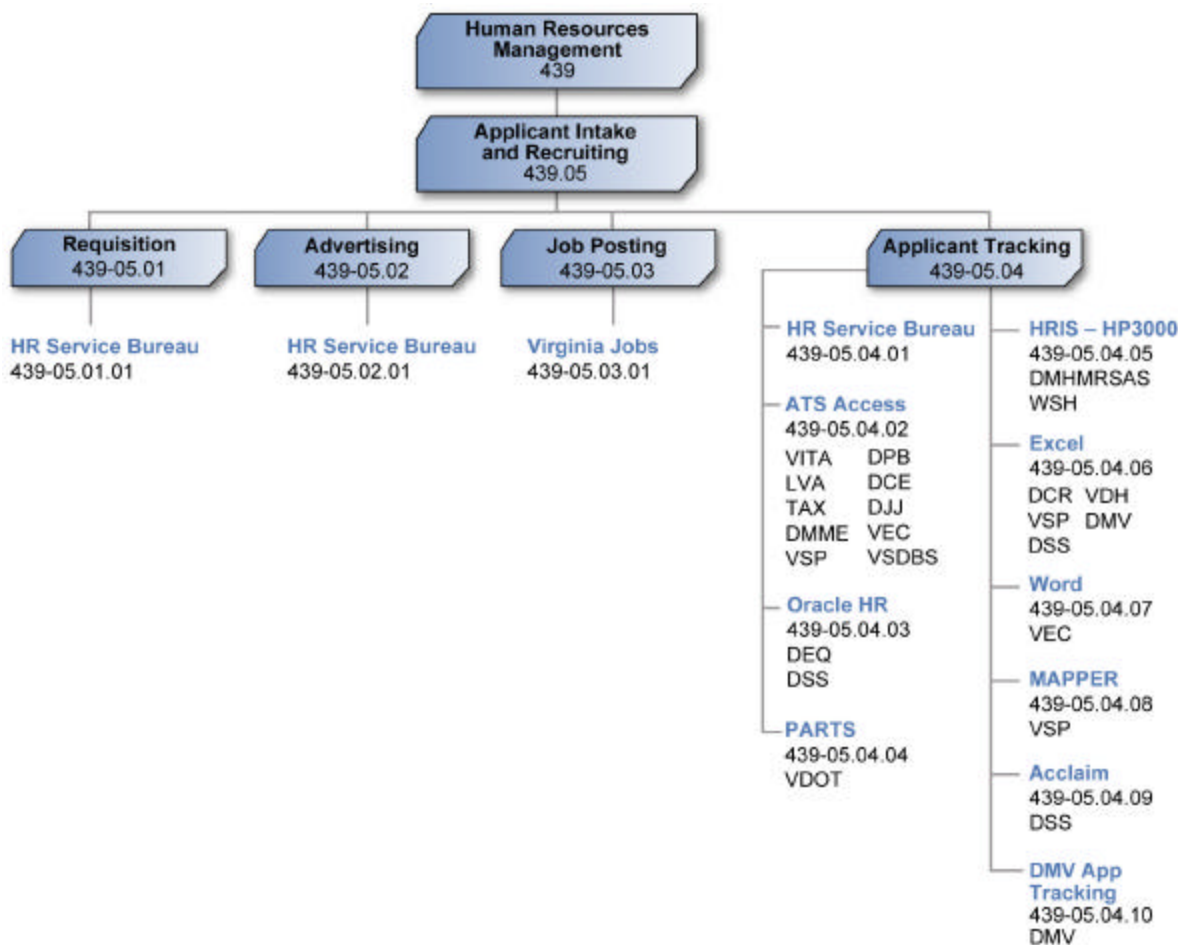 Human Resources
Management
439
Applicant Intake
and Recruiting
439.05
Requisition
439-05.01
Advertising
439-05.02
Job Posting
439-05.03
Applicant Tracking
439-05.04
HR Service Bureau
439-05.01.01
HR Service Bureau
439-05.02.01
Virginia Jobs
439-05.03.01
HR Service Bureau
439-05.04.01
ATS Access
439-05.04.02
VITA DPB
LVA DCE
TAX DJJ
DMME VEC
VSP VSDBS
Oracle HR
439-05.04.03
DEQ
DSS
PARTS
439-05.04.04
VDOT
HRIS – HP3000
439-05.04.05
DMHMRSAS
WSH
Excel
439-05.04.06
DCR VDH
VSP DMV
DSS
Word
439-05.04.07
VEC
MAPPER
439-05.04.08
VSP
Acclaim
439-05.04.09
DSS
DMV App
Tracking
439-05.04.10
DMV